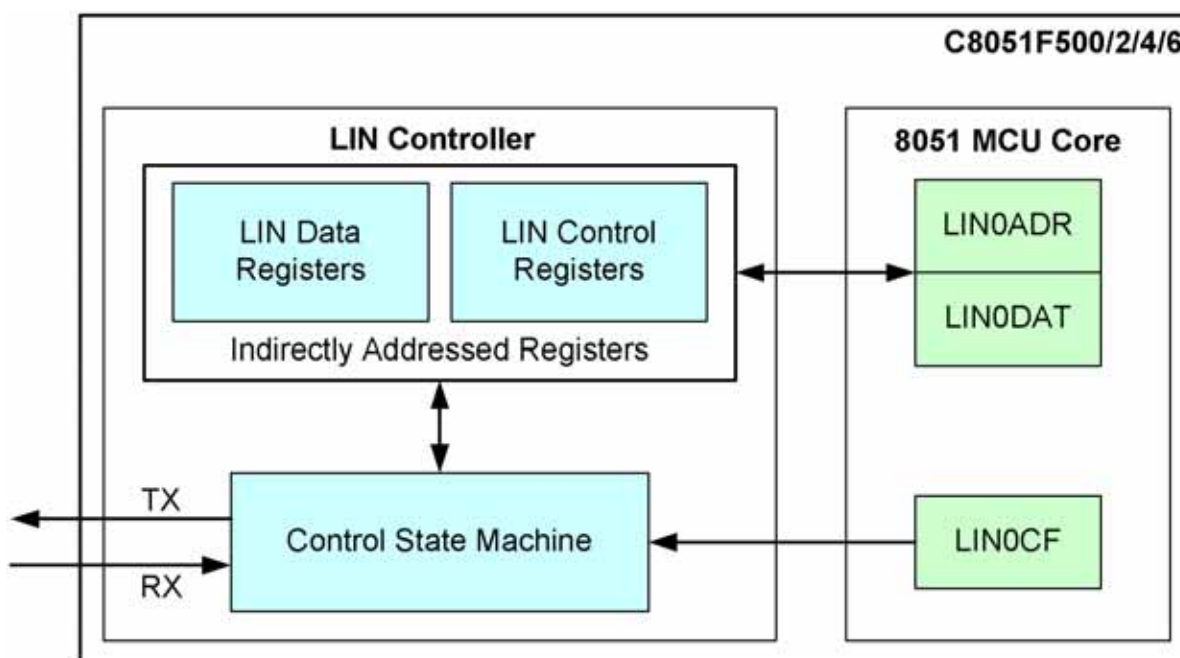 C8051F500/2/4/6
LIN Controller
8051 MCU Core
LIN Data
Registers
LIN Control
Registers
Indirectly Addressed Registers
LIN0ADR
LIN0DAT
TX
RX
Control State Machine
LIN0CF